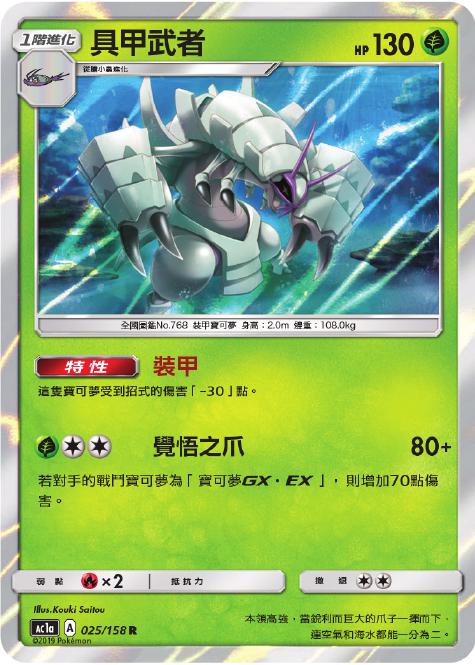 1階進化
具甲武者
HP 130
從膽小蟲進化
全國圖鑑No.768 裝甲寶可夢 身高：2.0m 體重：108.0kg
特性 裝甲
這隻寶可夢受到招式的傷害「-30」點。
覺悟之爪 80+
若對手的戰鬥寶可夢為「寶可夢GX・EX」，則增加70點傷
害。
弱點 ×2 抵抗力 撤退
Illus.Kouki Saitou
AC1a A 025/158 R
©2019 Pokémon
本領高強，當銳利而巨大的爪子一揮而下，
連空氣和海水都能一分為二。